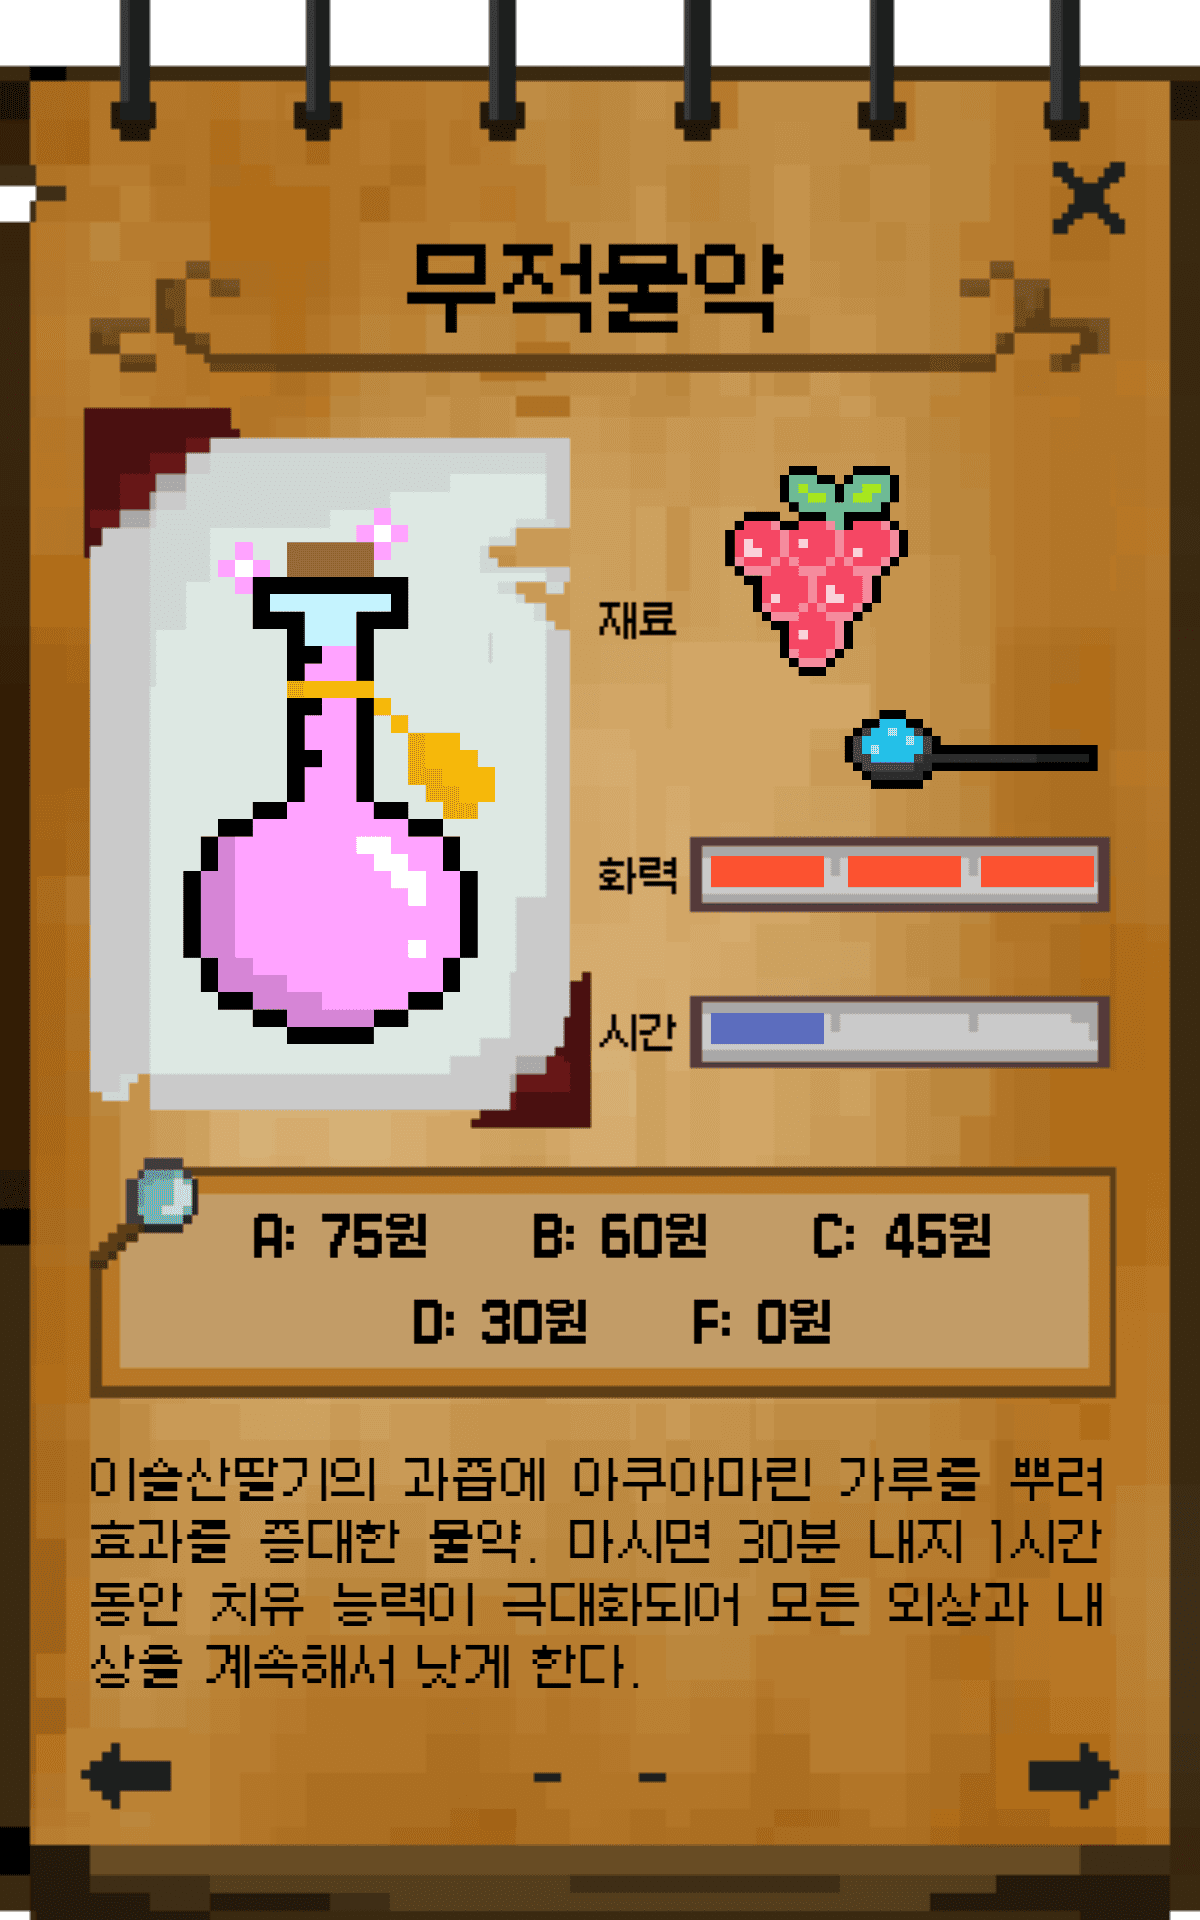 무적물약
재료
화력
시간
A: 75원 B: 60원 C: 45원
D: 30원 F: 0원
이슬산딸기의 과즙에 아쿠아마린 가루를 뿌려
효과를 증대한 물약. 마시면 30분 내지 1시간
동안 치유 능력이 극대화되어 모든 외상과 내
상을 계속해서 낫게 한다.
- -